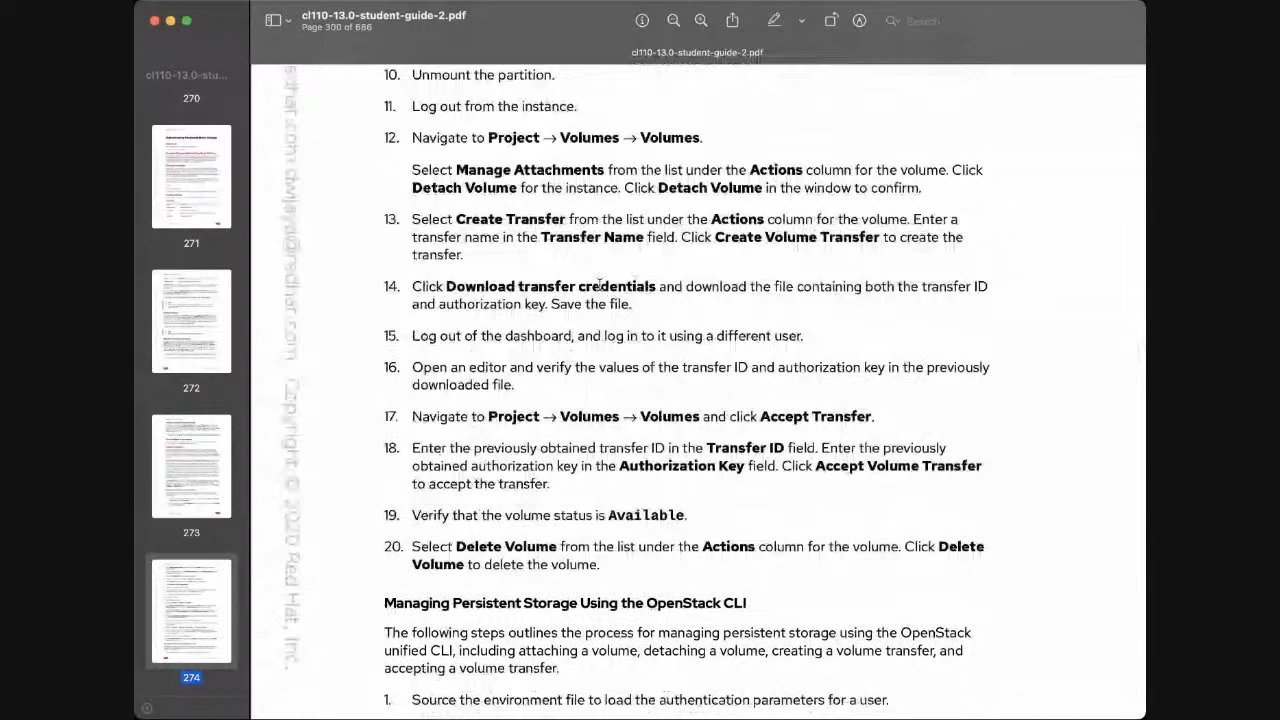 cl110-13.0-student-guide-2.pdf
Page 300 of 686
Search
cl110-13.0-student-guide-2.pdf
cl110-13.0-stu...
270
271
272
273
274
10. Unmount the partition.
11. Log out from the instance.
12. Navigate to Project → Volumes → Volumes.
Select Manage Attachments from the list under the Actions column for the volume. Click
Detach Volume for the instance. Click Detach Volume in the window to confirm.
13. Select Create Transfer from the list under the Actions column for the volume. Enter a
transfer name in the Transfer Name field. Click Create Volume Transfer to create the
transfer.
14. Click Download transfer credentials and download the file containing both the transfer ID
and authorization key. Save the file.
15. Log out of the dashboard, and log in to it using a different user.
16. Open an editor and verify the values of the transfer ID and authorization key in the previously
downloaded file.
17. Navigate to Project → Volumes → Volumes and click Accept Transfer.
18. Enter the previously obtained transfer ID in the Transfer ID field. Enter the previously
obtained authorization key in the Authorization Key field. Click Accept Volume Transfer
to accept the transfer.
19. Verify that the volume status is Available.
20. Select Delete Volume from the list under the Actions column for the volume. Click Delete
Volume to delete the volume.
Managing Persistent Storage Using the OpenStack CLI
The following steps outline the process for managing persistent storage using the OpenStack
unified CLI, including attaching a volume, detaching a volume, creating a volume transfer, and
accepting a volume transfer.
1. Source the environment file to load the authentication parameters for a user.